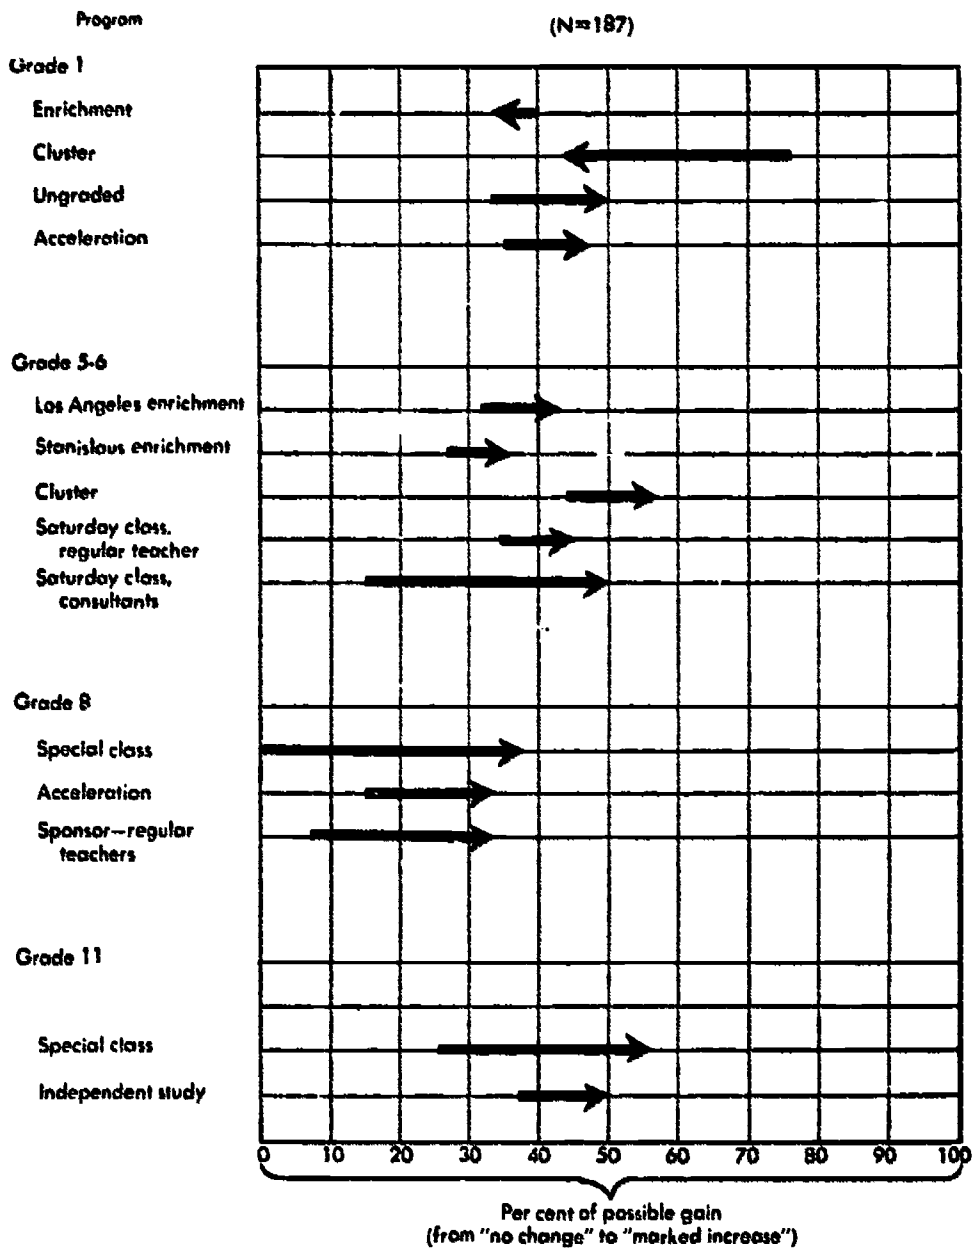 Program
(N=187)
Grade 1
Enrichment
Cluster
Ungraded
Acceleration
Grade 5-6
Los Angeles enrichment
Stanislaus enrichment
Cluster
Saturday class,
regular teacher
Saturday class,
consultants
Grade 8
Special class
Acceleration
Sponsor—regular
teachers
Grade 11
Special class
Independent study
0 10 20 30 40 50 60 70 80 90 100
Per cent of possible gain
(from "no change" to "marked increase")